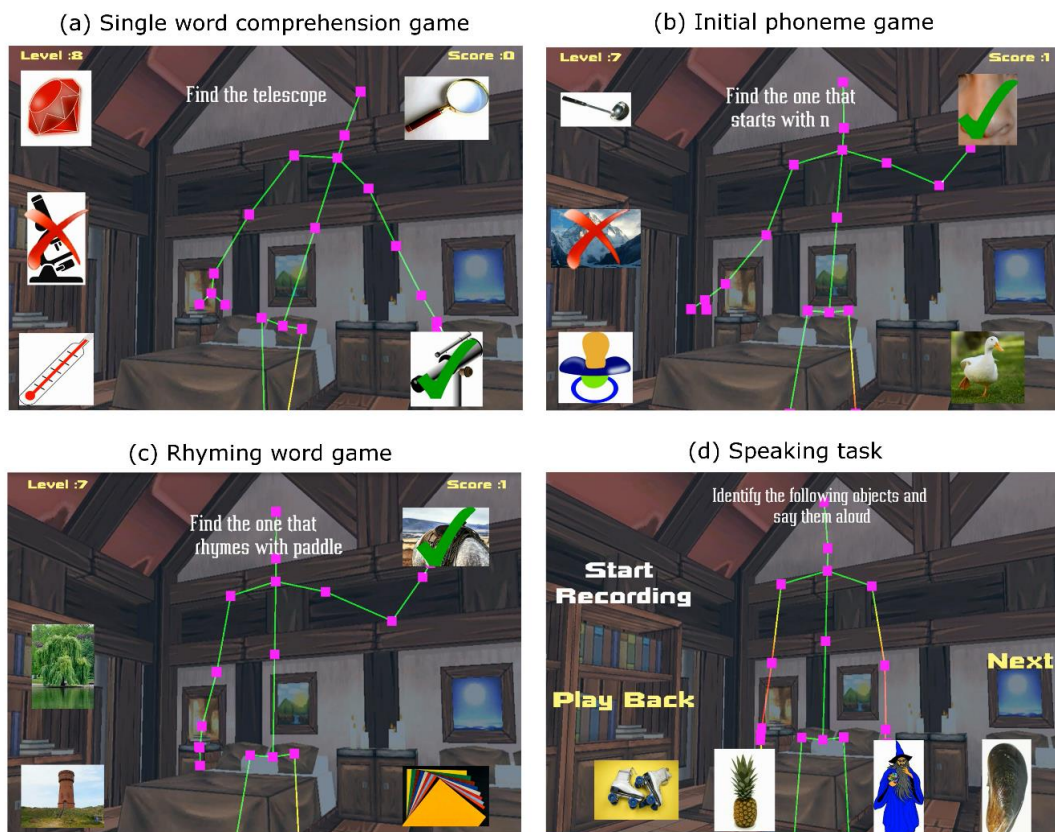 (a) Single word comprehension game
Level :8
Score :0
Find the telescope
(b) Initial phoneme game
Level :7
Score :1
Find the one that
starts with n
(c) Rhyming word game
Level :7
Score :1
Find the one that
rhymes with paddle
(d) Speaking task
Identify the following objects and
say them aloud
Start
Recording
Play Back
Next